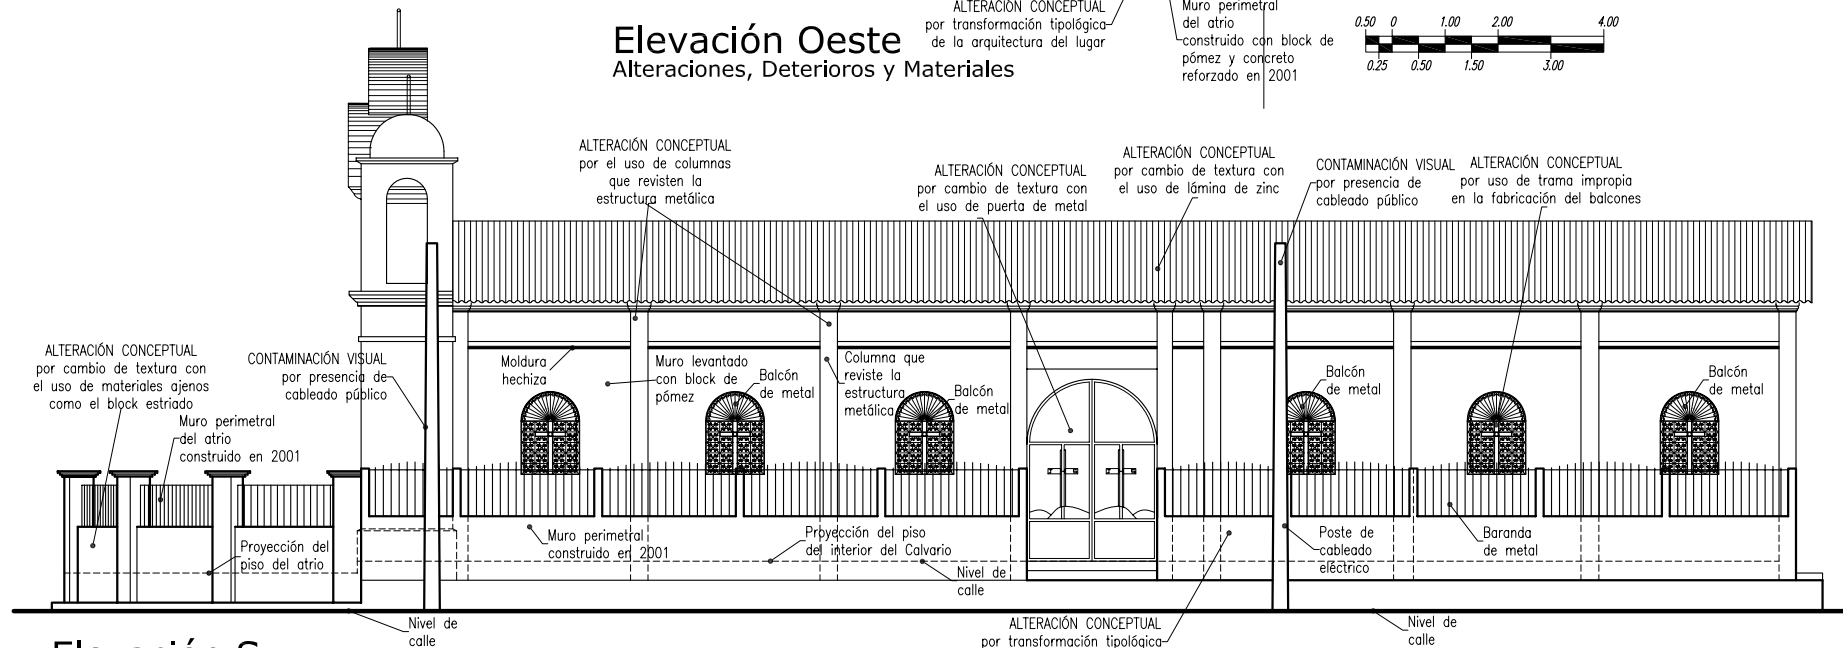 ALTERACIÓN CONCEPTUAL
por transformación tipológica
de la arquitectura del lugar
Muro perimetral
del atrio
construido con block de
pómez y concreto
reforzado en 2001
0.50 0 1.00 2.00 4.00
0.25 0.50 1.50 3.00
Elevación Oeste
Alteraciones, Deterioros y Materiales
ALTERACIÓN CONCEPTUAL
por el uso de columnas
que revisten la
estructura metálica
ALTERACIÓN CONCEPTUAL
por cambio de textura con
el uso de puerta de metal
ALTERACIÓN CONCEPTUAL
por cambio de textura con
el uso de lámina de zinc
CONTAMINACIÓN VISUAL
por presencia de
cableado público
ALTERACIÓN CONCEPTUAL
por uso de trama impropia
en la fabricación del balcones
ALTERACIÓN CONCEPTUAL
por cambio de textura con
el uso de materiales ajenos
como el block estriado
CONTAMINACIÓN VISUAL
por presencia de
cableado público
Muro perimetral
del atrio
construido en 2001
Moldura
hechiza
Muro levantado
con block de
pómez
Balcón
de metal
Columna que
reviste la
estructura
metálica
Balcón
de metal
Balcón
de metal
Balcón
de metal
Proyección del
piso del atrio
Muro perimetral
construido en 2001
Proyección del piso
del interior del Calvario
Nivel de
calle
Poste de
cableado
eléctrico
Baranda
de metal
Nivel de
calle
ALTERACIÓN CONCEPTUAL
por transformación tipológica
Nivel de
calle
Elevación S